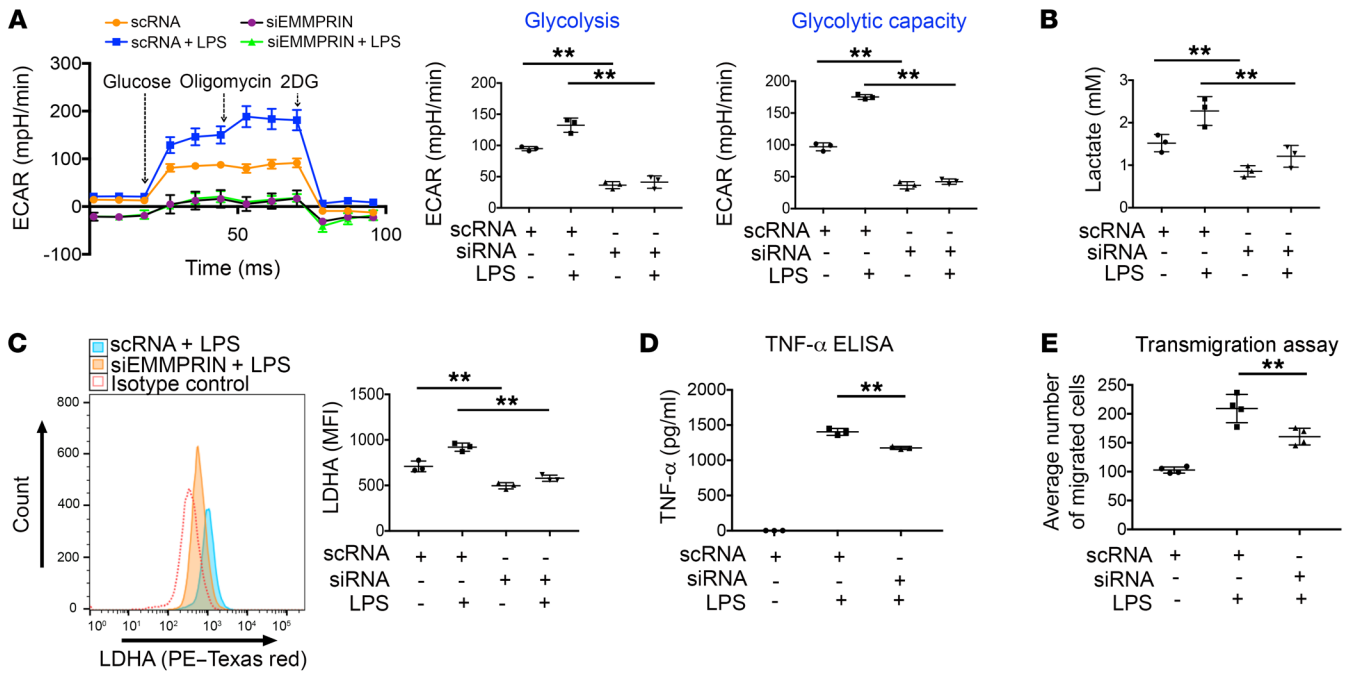 A
scRNA
siEMMPRIN
scRNA + LPS
siEMMPRIN + LPS
300
200
100
0
-100
50
100
Glucose
Oligomycin
2DG
ECAR (mpH/min)
Time (ms)
Glycolysis
**
**
200
150
100
50
0
ECAR (mpH/min)
scRNA + + - -
siRNA - - + +
LPS - + - +
Glycolytic capacity
**
**
200
150
100
50
0
ECAR (mpH/min)
scRNA + + - -
siRNA - - + +
LPS - + - +
B
**
**
3
2
1
0
Lactate (mM)
scRNA + + - -
siRNA - - + +
LPS - + - +
C
scRNA + LPS
siEMMPRIN + LPS
Isotype control
800
600
400
200
0
Count
10⁰ 10¹ 10² 10³ 10⁴ 10⁵
LDHA (PE–Texas red)
**
**
1500
1000
500
0
LDHA (MFI)
scRNA + + - -
siRNA - - + +
LPS - + - +
D
TNF-α ELISA
**
2000
1500
1000
500
0
TNF-α (pg/ml)
scRNA + + -
siRNA - - +
LPS - + +
E
Transmigration assay
**
250
200
150
100
50
0
Average number
of migrated cells
scRNA + + -
siRNA - - +
LPS - + +